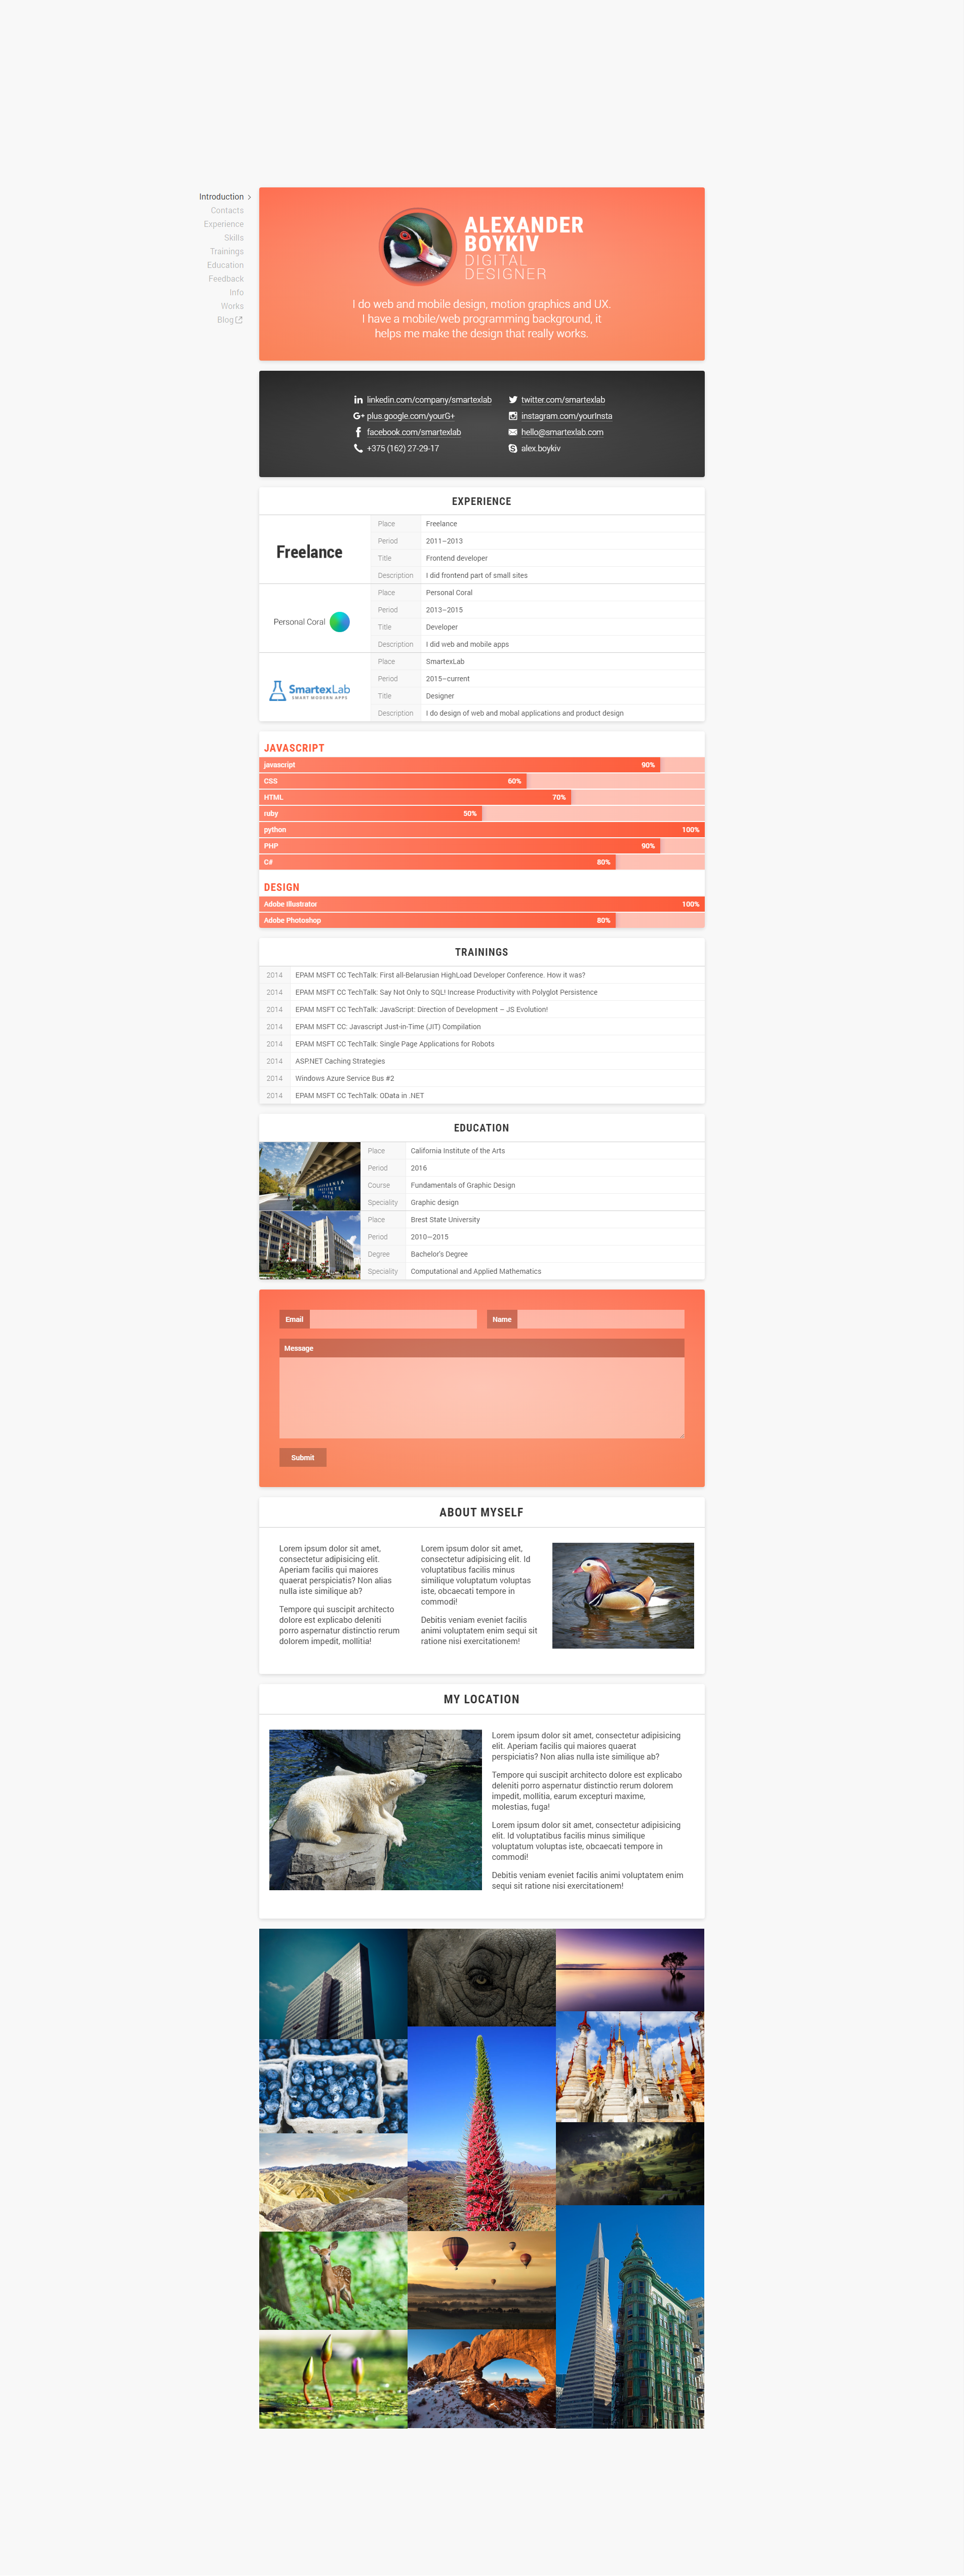 Introduction
Contacts
Experience
Skills
Trainings
Education
Feedback
Info
Works
Blog
ALEXANDER
BOYKIV
DIGITAL
DESIGNER
I do web and mobile design, motion graphics and UX.
I have a mobile/web programming background, it
helps me make the design that really works.
linkedin.com/company/smartexlab
twitter.com/smartexlab
plus.google.com/yourG+
instagram.com/yourInsta
facebook.com/smartexlab
hello@smartexlab.com
+375 (162) 27-29-17
alex.boykiv
EXPERIENCE
Freelance
Place Freelance
Period 2011–2013
Title Frontend developer
Description I did frontend part of small sites
Personal Coral
Place Personal Coral
Period 2013–2015
Title Developer
Description I did web and mobile apps
SmartexLab
SMART MODERN APPS
Place SmartexLab
Period 2015–current
Title Designer
Description I do design of web and mobal applications and product design
JAVASCRIPT
javascript 90%
CSS 60%
HTML 70%
ruby 50%
python 100%
PHP 90%
C# 80%
DESIGN
Adobe Illustrator 100%
Adobe Photoshop 80%
TRAININGS
2014 EPAM MSFT CC TechTalk: First all-Belarusian HighLoad Developer Conference. How it was?
2014 EPAM MSFT CC TechTalk: Say Not Only to SQL! Increase Productivity with Polyglot Persistence
2014 EPAM MSFT CC TechTalk: JavaScript: Direction of Development – JS Evolution!
2014 EPAM MSFT CC: Javascript Just-in-Time (JIT) Compilation
2014 EPAM MSFT CC TechTalk: Single Page Applications for Robots
2014 ASP.NET Caching Strategies
2014 Windows Azure Service Bus #2
2014 EPAM MSFT CC TechTalk: OData in .NET
EDUCATION
Place California Institute of the Arts
Period 2016
Course Fundamentals of Graphic Design
Speciality Graphic design
Place Brest State University
Period 2010—2015
Degree Bachelor's Degree
Speciality Computational and Applied Mathematics
Email
Name
Message
Submit
ABOUT MYSELF
Lorem ipsum dolor sit amet,
consectetur adipisicing elit.
Aperiam facilis qui maiores
quaerat perspiciatis? Non alias
nulla iste similique ab?
Tempore qui suscipit architecto
dolore est explicabo deleniti
porro aspernatur distinctio rerum
dolorem impedit, mollitia!
Lorem ipsum dolor sit amet,
consectetur adipisicing elit. Id
voluptatibus facilis minus
similique voluptatum voluptas
iste, obcaecati tempore in
commodi!
Debitis veniam eveniet facilis
animi voluptatem enim sequi sit
ratione nisi exercitationem!
MY LOCATION
Lorem ipsum dolor sit amet, consectetur adipisicing
elit. Aperiam facilis qui maiores quaerat
perspiciatis? Non alias nulla iste similique ab?
Tempore qui suscipit architecto dolore est explicabo
deleniti porro aspernatur distinctio rerum dolorem
impedit, mollitia, earum excepturi maxime,
molestias, fuga!
Lorem ipsum dolor sit amet, consectetur adipisicing
elit. Id voluptatibus facilis minus similique
voluptatum voluptas iste, obcaecati tempore in
commodi!
Debitis veniam eveniet facilis animi voluptatem enim
sequi sit ratione nisi exercitationem!